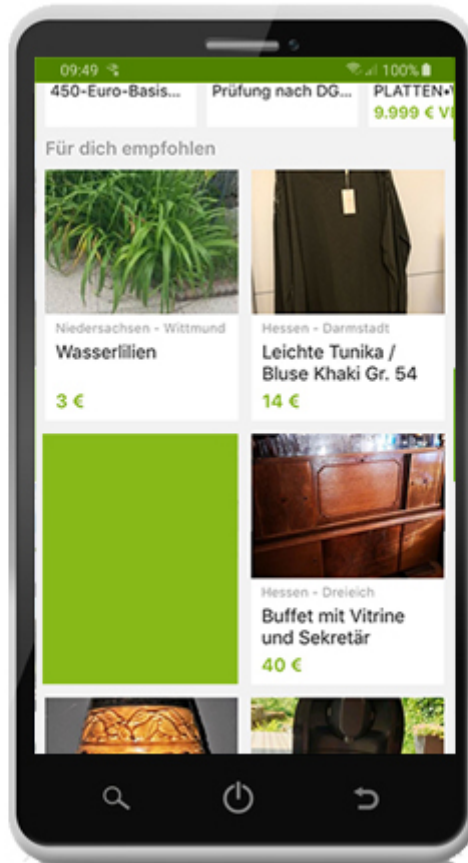 09:49 100%
450-Euro-Basis... Prüfung nach DG... PLATTEN•
9.999 €
Für dich empfohlen
Niedersachsen - Wittmund
Wasserlilien
3 €
Hessen - Darmstadt
Leichte Tunika /
Bluse Khaki Gr. 54
14 €
Hessen - Dreieich
Buffet mit Vitrine
und Sekretär
40 €